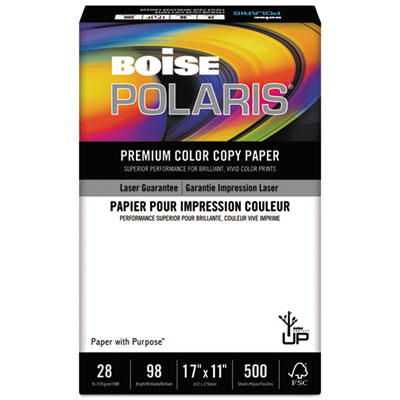 BOISE
POLARIS®
PREMIUM COLOR COPY PAPER
SUPERIOR PERFORMANCE FOR BRILLIANT, VIVID COLOR PRINTS
Laser Guarantee | Garantie Impression Laser
PAPIER POUR IMPRESSION COULEUR
PERFORMANCE SUPERIOR POUR BRILLANTE, COULEUR VIVE IMPRIME
Paper with Purpose™
UP
28 98 17"x 11" 500
FSC